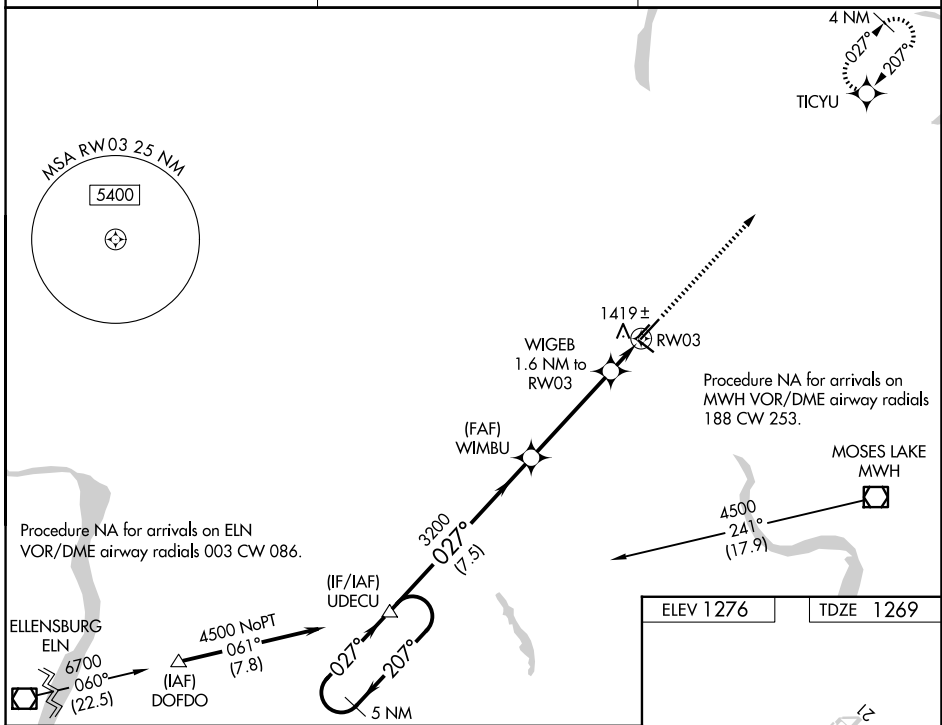 4 NM
027°
207°
TICYU
MSA RW03 25 NM
5400
1419±
RW03
WIGEB
1.6 NM to
RW03
Procedure NA for arrivals on
MWH VOR/DME airway radials
188 CW 253.
(FAF)
WIMBU
MOSES LAKE
MWH
4500
241°
(17.9)
Procedure NA for arrivals on ELN
VOR/DME airway radials 003 CW 086.
3200
027°
(7.5)
(IF/IAF)
UDECU
ELLENSBURG
ELN
6700
060°
(22.5)
4500 NoPT
061°
(7.8)
(IAF)
DOFDO
027°
207°
5 NM
ELEV 1276
TDZE 1269
21